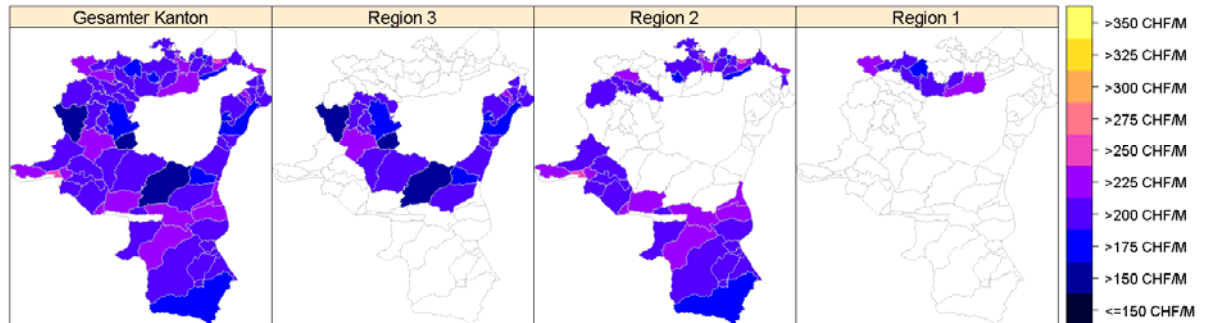 Gesamter Kanton
Region 3
Region 2
Region 1
>350 CHF/M
>325 CHF/M
>300 CHF/M
>275 CHF/M
>250 CHF/M
>225 CHF/M
>200 CHF/M
>175 CHF/M
>150 CHF/M
<=150 CHF/M